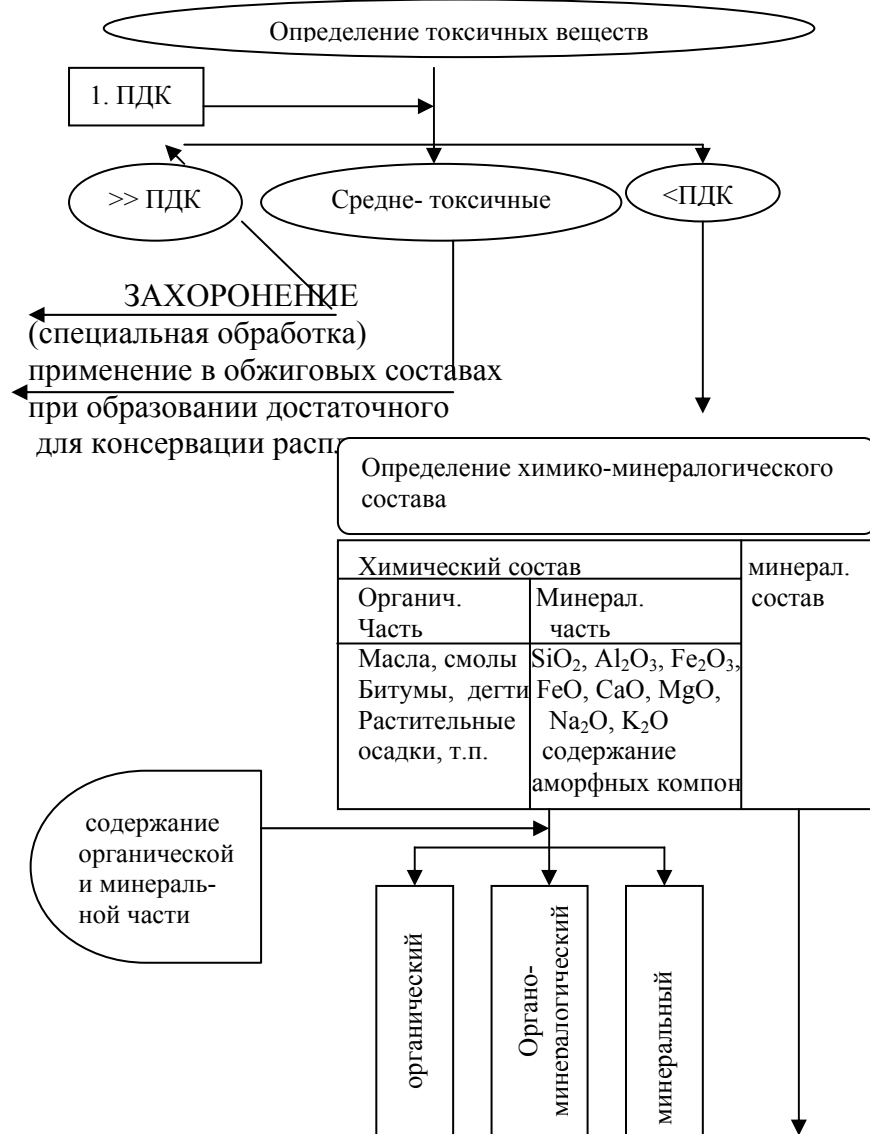 Определение токсичных веществ
1. ПДК
>> ПДК
Средне- токсичные
<ПДК
ЗАХОРОНЕНИЕ
(специальная обработка)
применение в обжиговых составах
при образовании достаточного
для консервации
Определение химико-минералогического
состава
Химический состав
минерал.
состав
Органич.
Часть
Минерал.
часть
Масла, смолы
Битумы, дегти
Растительные
осадки, т.п.
SiO₂, Al₂O₃, Fe₂O₃,
FeO, CaO, MgO,
Na₂O, K₂O
содержание
аморфных компон
содержание
органической
и минераль-
ной части
органический
Органо-
минералогический
минеральный